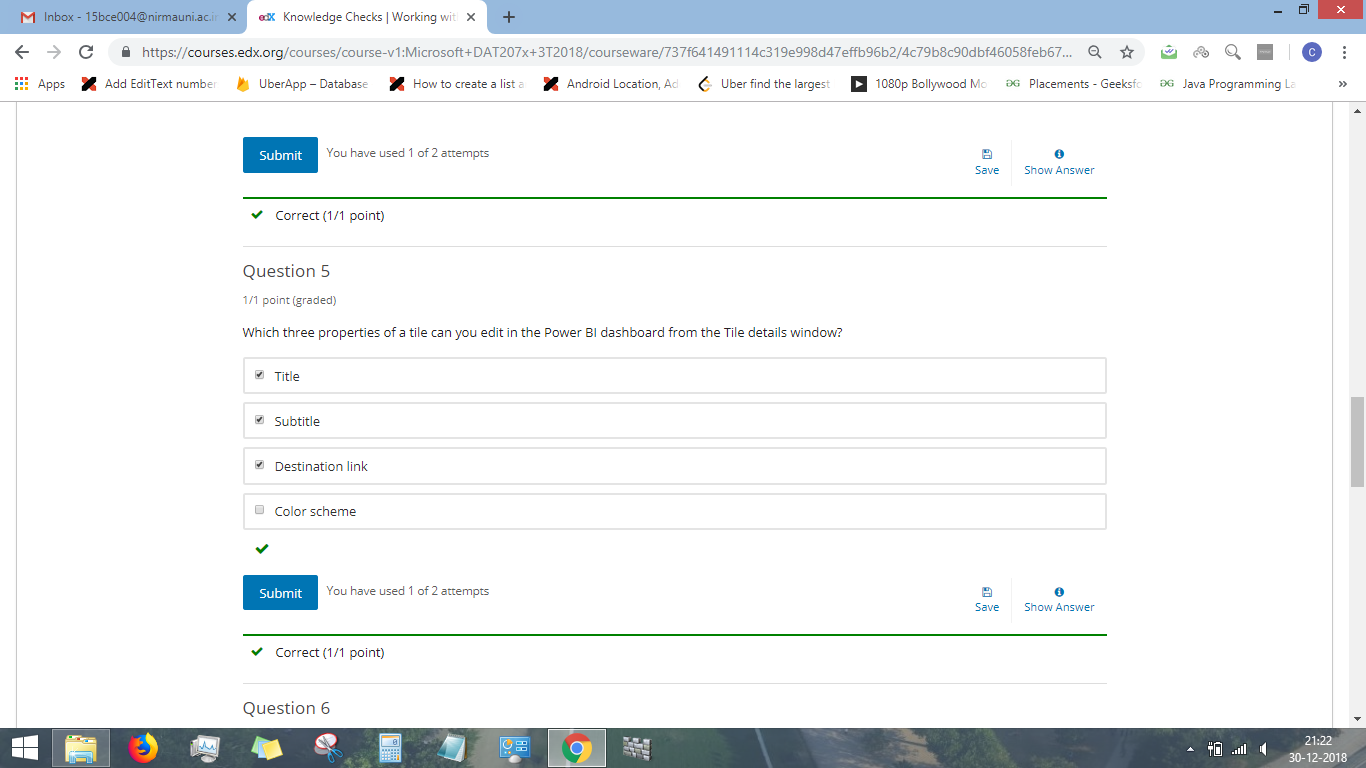 Inbox - 15bce004@nirmauni.ac.in
edX Knowledge Checks | Working wit
https://courses.edx.org/courses/course-v1:Microsoft+DAT207x+3T2018/courseware/737f641491114c319e998d47effb96b2/4c79b8c90dbf46058feb67...
C
Apps
Add EditText number
UberApp – Database
How to create a list a
Android Location, Ad
Uber find the largest
1080p Bollywood Mo
Placements - Geeksfo
Java Programming La
»
Submit
You have used 1 of 2 attempts
Save
Show Answer
Correct (1/1 point)
Question 5
1/1 point (graded)
Which three properties of a tile can you edit in the Power BI dashboard from the Tile details window?
Title
Subtitle
Destination link
Color scheme
Submit
You have used 1 of 2 attempts
Save
Show Answer
Correct (1/1 point)
Question 6
21:22
30-12-2018